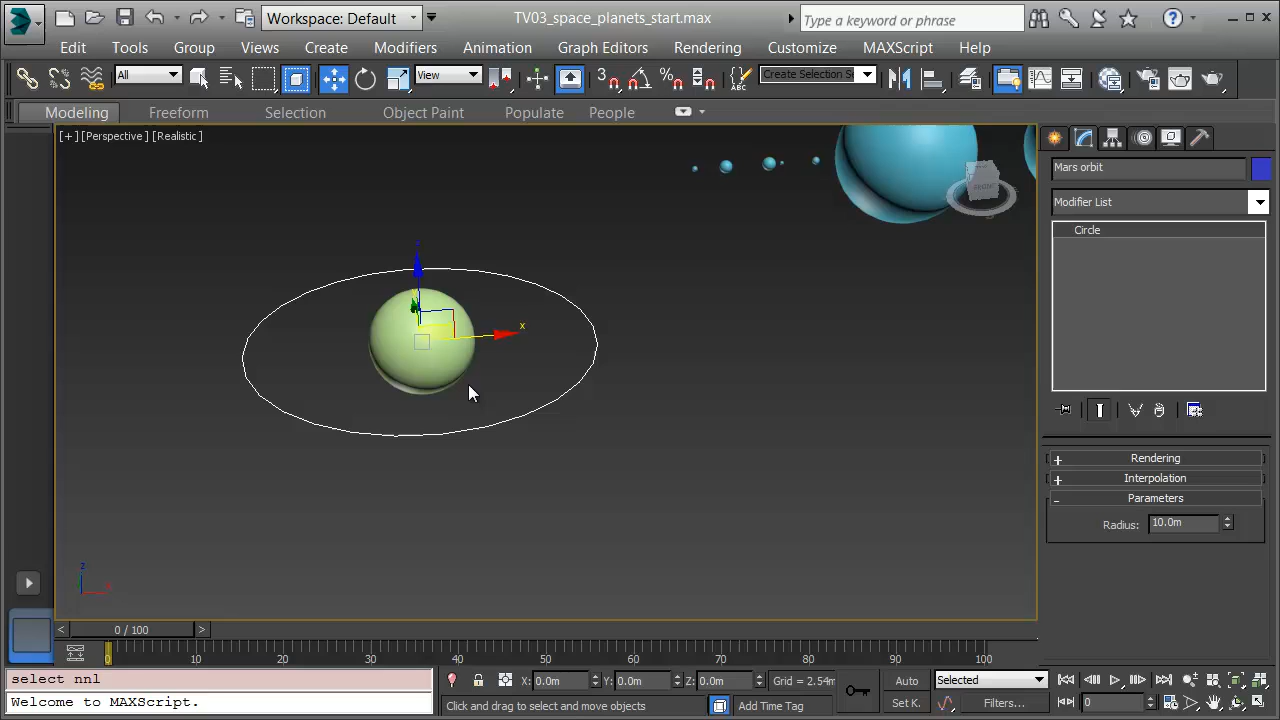 Workspace: Default
TV03_space_planets_start.max
Type a keyword or phrase
Edit Tools Group Views Create Modifiers Animation Graph Editors Rendering Customize MAXScript Help
All
View
3
ABC
Create Selection Se
Modeling Freeform Selection Object Paint Populate People
[+] [Perspective] [Realistic]
Mars orbit
Modifier List
Circle
x
Rendering
Interpolation
Parameters
Radius: 10.0m
z
0 / 100
0 10 20 30 40 50 60 70 80 90 100
select nnl
X: 0.0m Y: 0.0m Z: 0.0m Grid = 2.54m
Auto
Selected
Welcome to MAXScript.
Click and drag to select and move objects
Add Time Tag
Set K.
Filters...
0